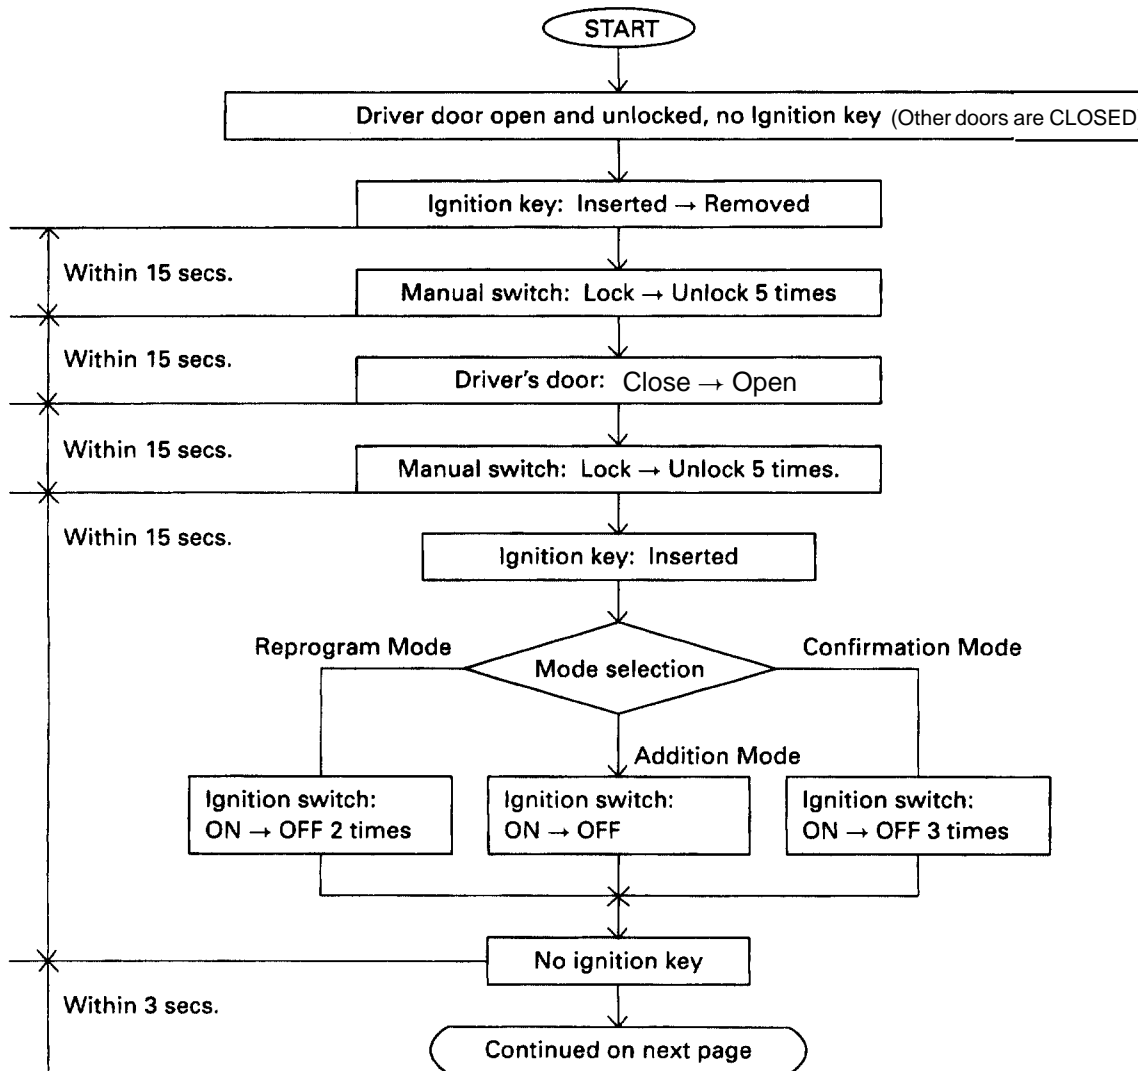 START
Driver door open and unlocked, no Ignition key (Other doors are CLOSED
Ignition key: Inserted → Removed
Within 15 secs.
Manual switch: Lock → Unlock 5 times
Within 15 secs.
Driver's door: Close → Open
Within 15 secs.
Manual switch: Lock → Unlock 5 times.
Within 15 secs.
Ignition key: Inserted
Reprogram Mode
Mode selection
Confirmation Mode
Addition Mode
Ignition switch:
ON → OFF 2 times
Ignition switch:
ON → OFF
Ignition switch:
ON → OFF 3 times
No ignition key
Within 3 secs.
Continued on next page